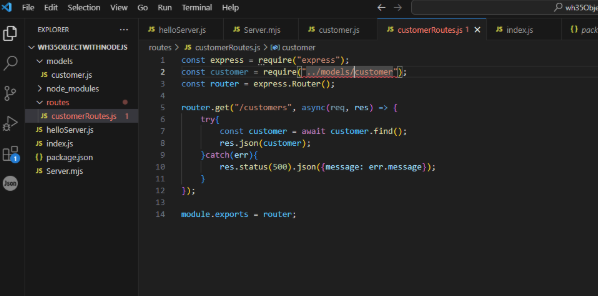 File Edit Selection View Go Run Terminal Help
EXPLORER
WH35OBJECTWITHNODEJS
models
JS customer.js
node_modules
routes
JS customerRoutes.js 1
JS helloServer.js
JS index.js
package.json
JS Server.mjs
1
Json
JS helloServer.js JS Server.mjs JS customer.js JS customerRoutes.js 1 JS index.js
routes > JS customerRoutes.js > customer
1 const express = require("express");
2 const customer = require("../models/customer");
3 const router = express.Router();
4
5 router.get("/customers", async(req, res) => {
6 try{
7 const customer = await customer.find();
8 res.json(customer);
9 }catch(err){
10 res.status(500).json({message: err.message});
11 }
12 });
13
14 module.exports = router;